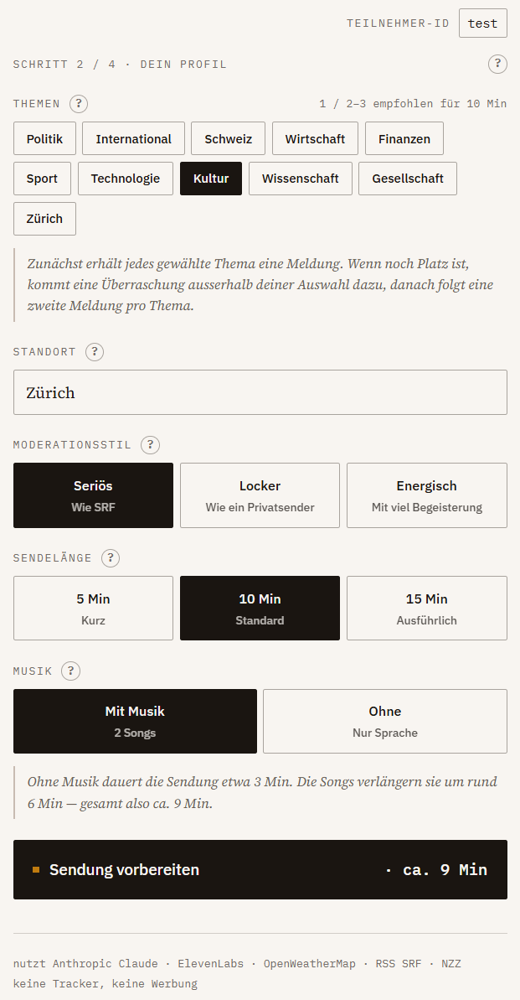 TEILNEHMER-ID test
SCHRITT 2 / 4 · DEIN PROFIL ?
THEMEN ? 1 / 2–3 empfohlen für 10 Min
Politik International Schweiz Wirtschaft Finanzen
Sport Technologie Kultur Wissenschaft Gesellschaft
Zürich
Zunächst erhält jedes gewählte Thema eine Meldung. Wenn noch Platz ist,
kommt eine Überraschung ausserhalb deiner Auswahl dazu, danach folgt eine
zweite Meldung pro Thema.
STANDORT ?
Zürich
MODERATIONSSTIL ?
Seriös Locker Energisch
Wie SRF Wie ein Privatsender Mit viel Begeisterung
SENDELÄNGE ?
5 Min 10 Min 15 Min
Kurz Standard Ausführlich
MUSIK ?
Mit Musik Ohne
2 Songs Nur Sprache
Ohne Musik dauert die Sendung etwa 3 Min. Die Songs verlängern sie um rund
6 Min — gesamt also ca. 9 Min.
Sendung vorbereiten · ca. 9 Min
nutzt Anthropic Claude · ElevenLabs · OpenWeatherMap · RSS SRF · NZZ
keine Tracker, keine Werbung